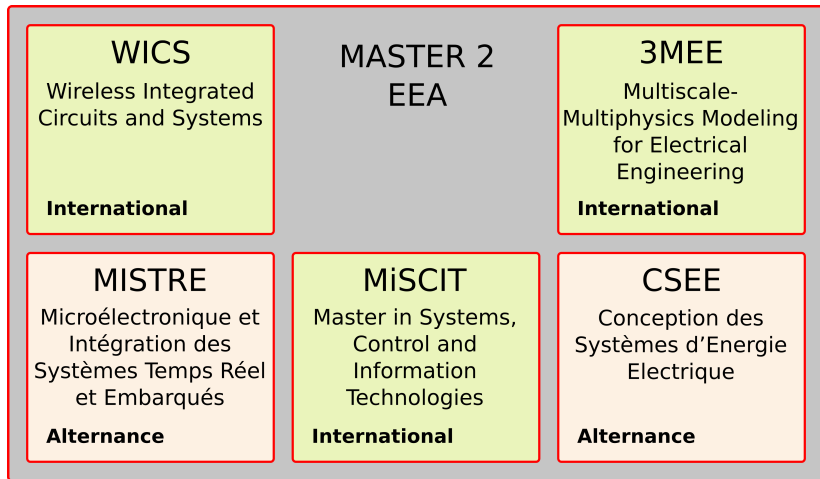 WICS
Wireless Integrated
Circuits and Systems
International
MASTER 2
EEA
3MEE
Multiscale-
Multiphysics Modeling
for Electrical
Engineering
International
MISTRE
Microélectronique et
Intégration des
Systèmes Temps Réel
et Embarqués
Alternance
MiSCIT
Master in Systems,
Control and
Information
Technologies
International
CSEE
Conception des
Systèmes d’Energie
Electrique
Alternance